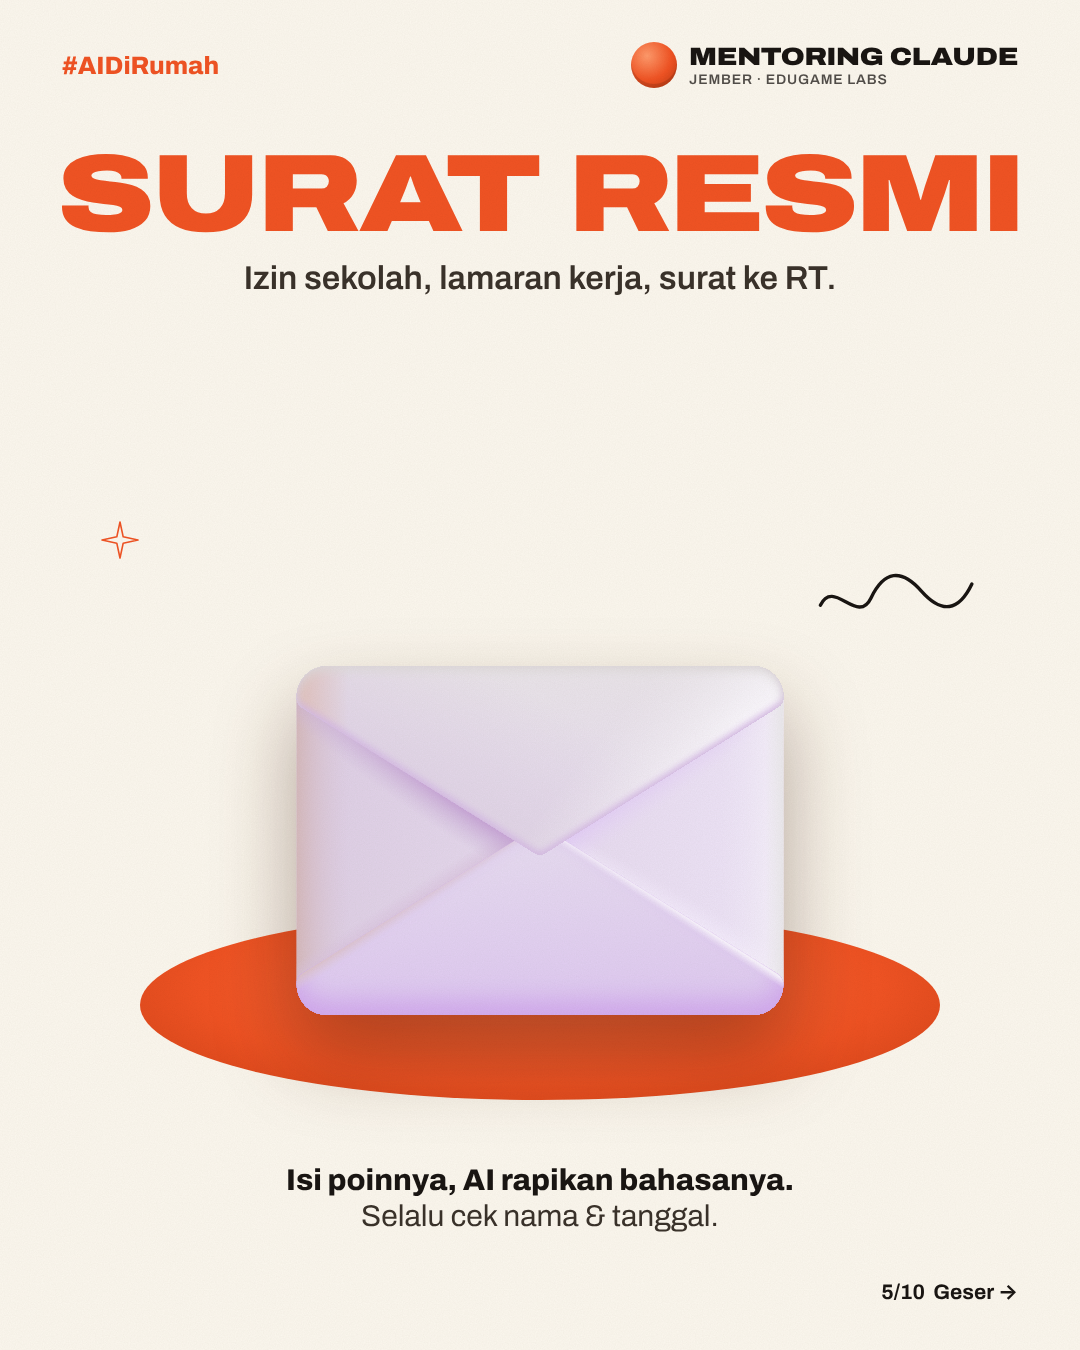 #AIDiRumah
MENTORING CLAUDE
JEMBER · EDUGAME LABS
SURAT RESMI
Izin sekolah, lamaran kerja, surat ke RT.
Isi poinnya, AI rapikan bahasanya.
Selalu cek nama & tanggal.
5/10 Geser →